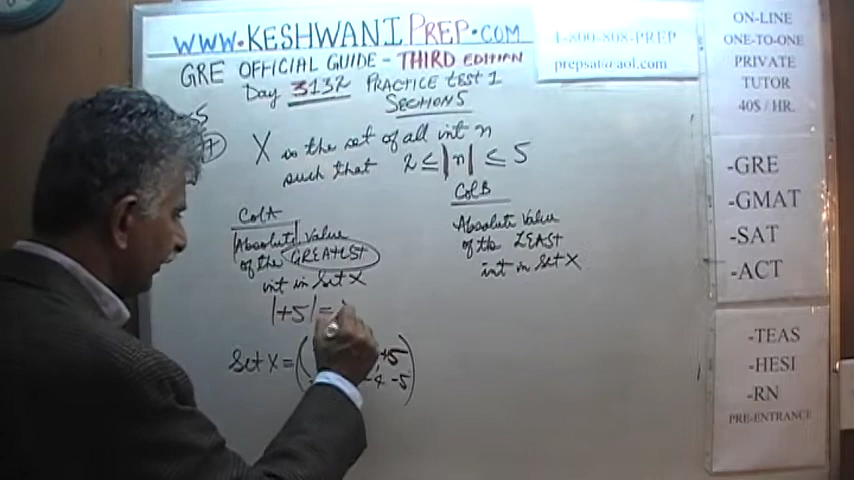 WWW.KESHWANIPREP.COM
GRE OFFICIAL GUIDE - THIRD EDITION
Day 3132 PRACTICE TEST 1
SECTION 5
1-800-808-PREP
prepsat@aol.com
ON-LINE
ONE-TO-ONE
PRIVATE
TUTOR
40$ / HR.
-GRE
-GMAT
-SAT
-ACT
-TEAS
-HESI
-RN
PRE-ENTRANCE
7
X is the set of all int n
such that 2 ≤ |n| ≤ 5
Col A
|Absolute| Value
of the GREATEST
int in Set X
|+5| =
Set X = ( +5
-4 -5 )
Col B
Absolute Value
of the LEAST
int in Set X